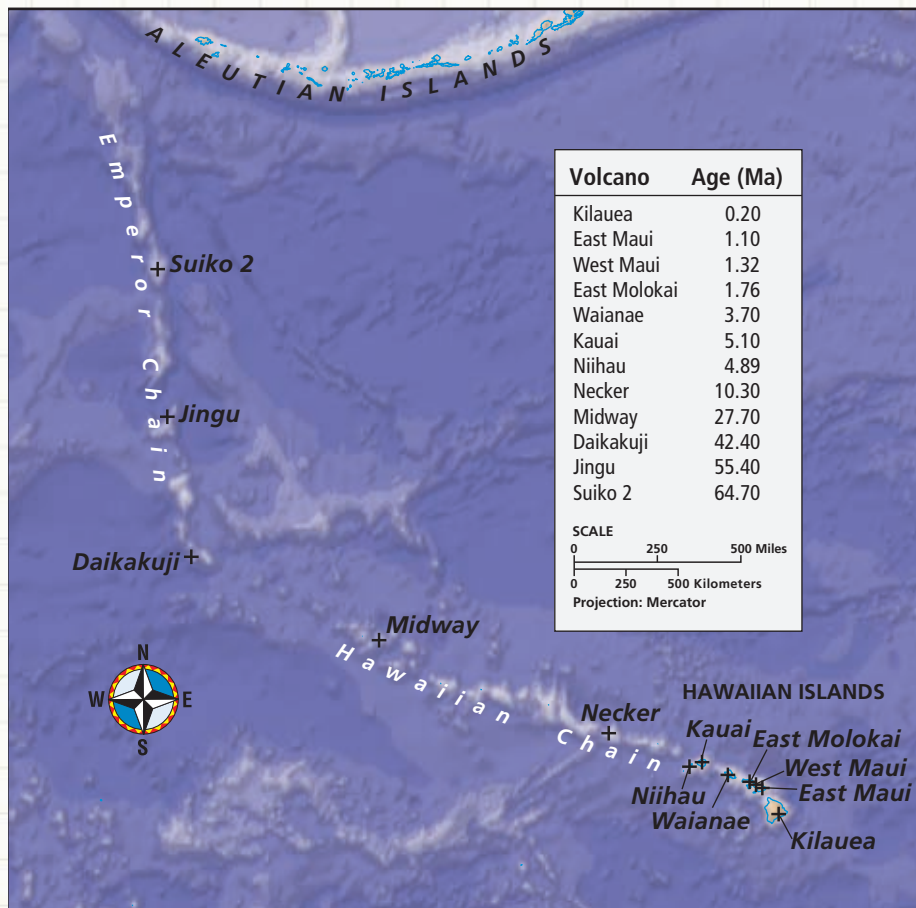 ALEUTIAN ISLANDS
Emperor Chain
Suiko 2
Jingu
Daikakuji
Midway
Hawaiian Chain
Necker
HAWAIIAN ISLANDS
Kauai
East Molokai
West Maui
East Maui
Niihau
Waianae
Kilauea
N
W E
S
Volcano Age (Ma)
Kilauea 0.20
East Maui 1.10
West Maui 1.32
East Molokai 1.76
Waianae 3.70
Kauai 5.10
Niihau 4.89
Necker 10.30
Midway 27.70
Daikakuji 42.40
Jingu 55.40
Suiko 2 64.70
SCALE
0 250 500 Miles
0 250 500 Kilometers
Projection: Mercator